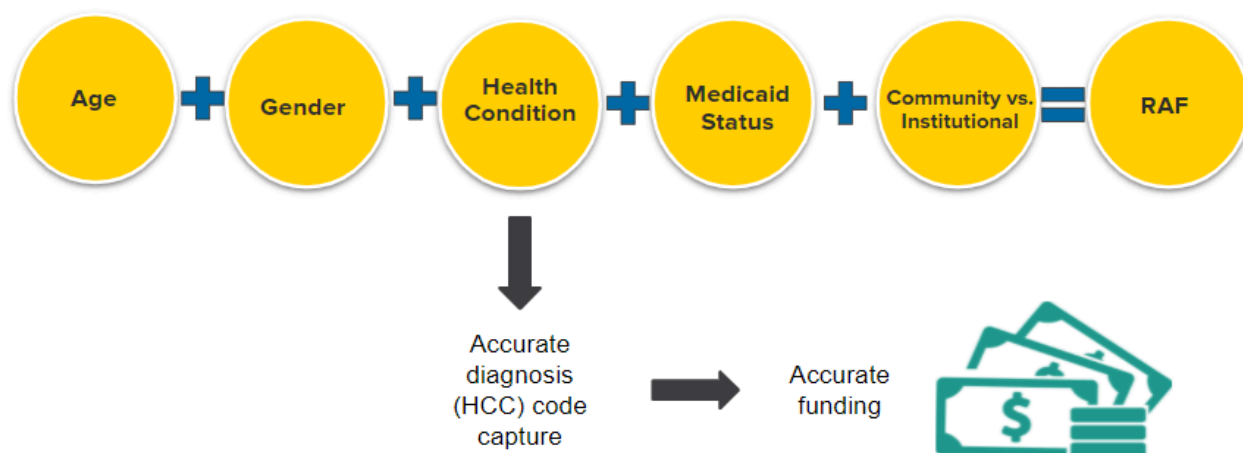 Age
Gender
Health
Condition
Medicaid
Status
Community vs.
Institutional
RAF
Accurate
diagnosis
(HCC) code
capture
Accurate
funding
$